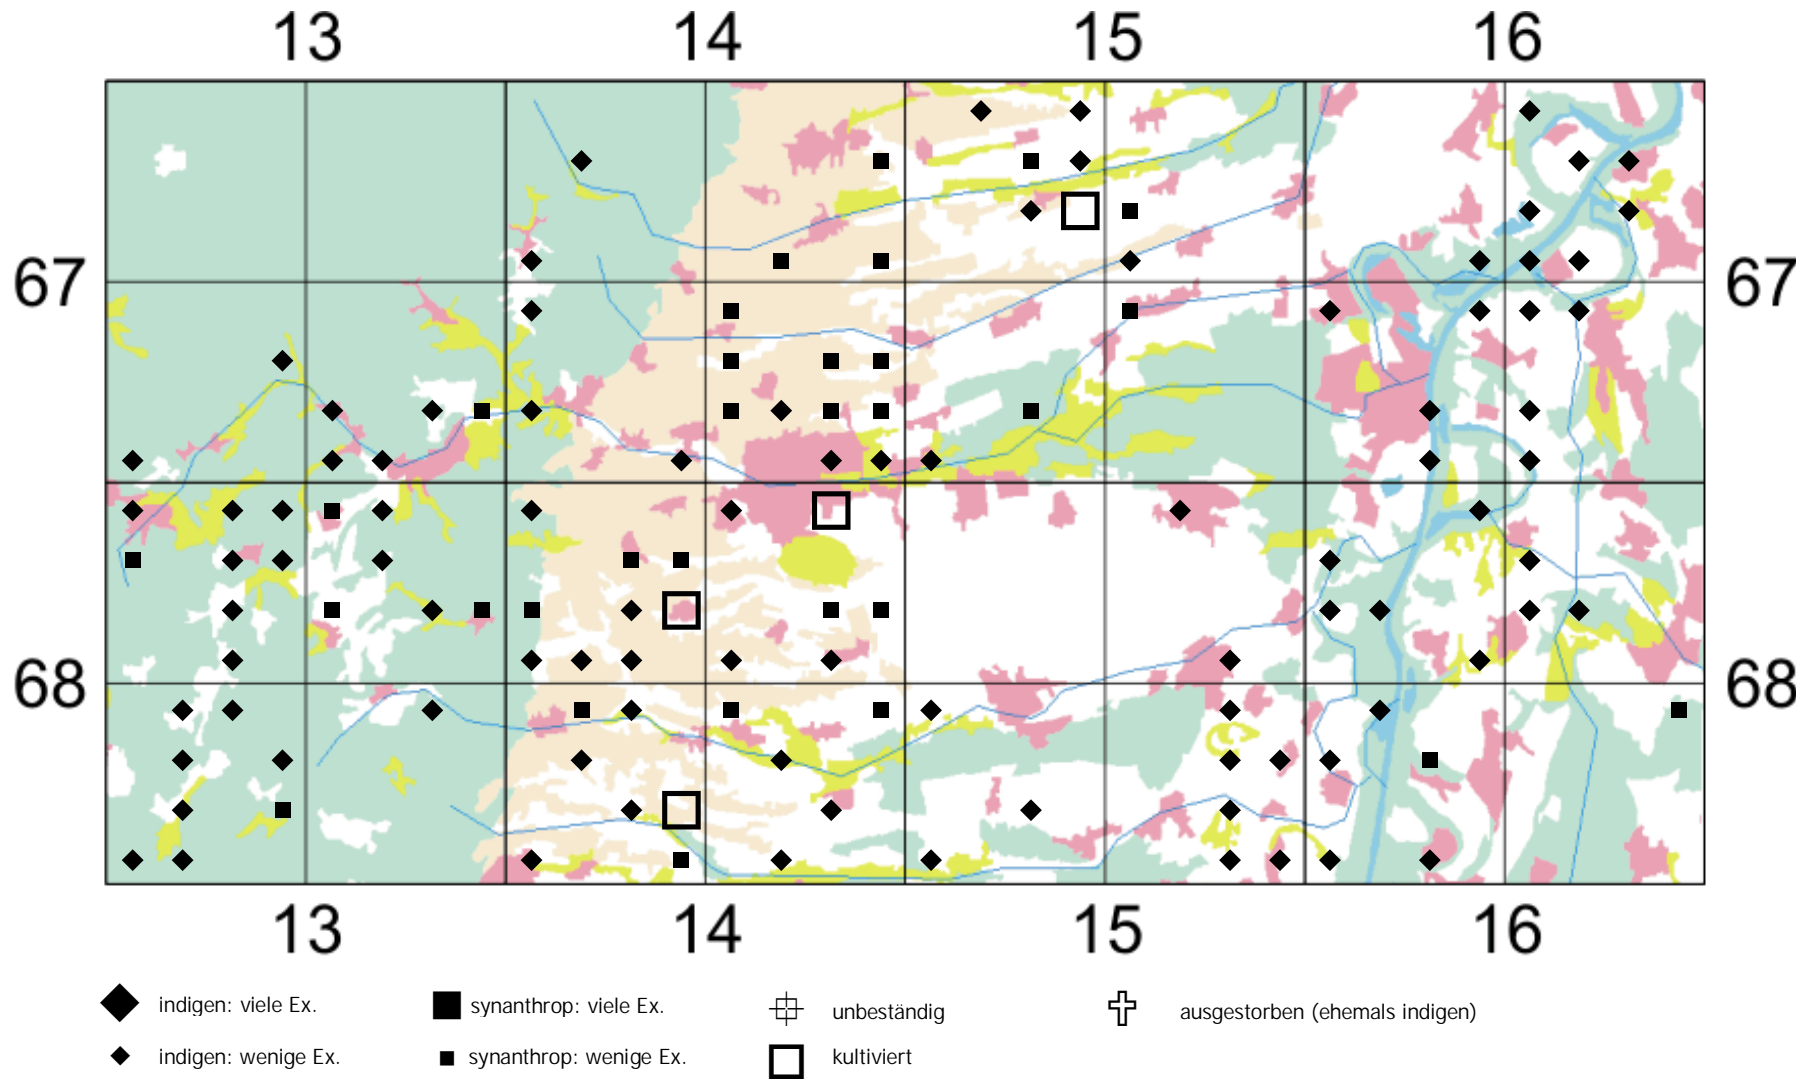 13 14 15 16
67 67
68 68
13 14 15 16
indigen: viele Ex. synanthrop: viele Ex. unbeständig ausgestorben (ehemals indigen)
indigen: wenige Ex. synanthrop: wenige Ex. kultiviert